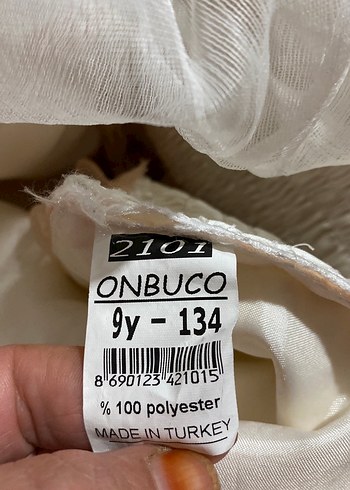 2101
ONBUCO
9y - 134
8 690123 421015
% 100 polyester
MADE IN TURKEY